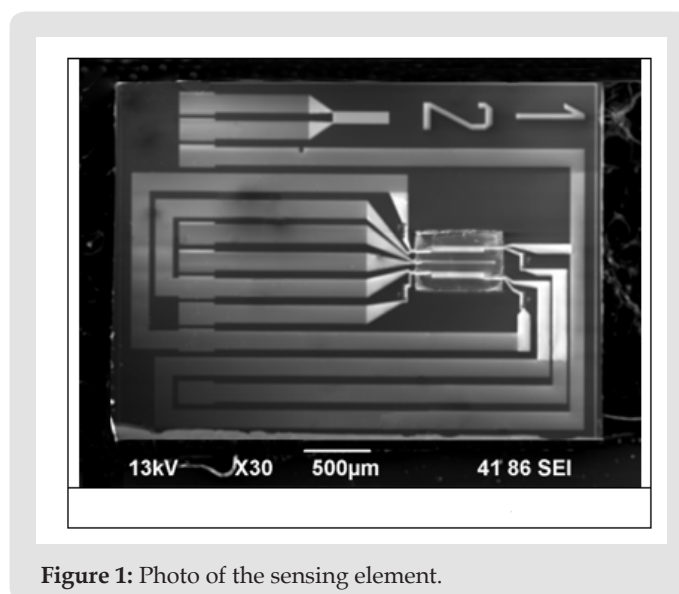 2 1
13kV X30 500μm 41 86 SEI
Figure 1: Photo of the sensing element.